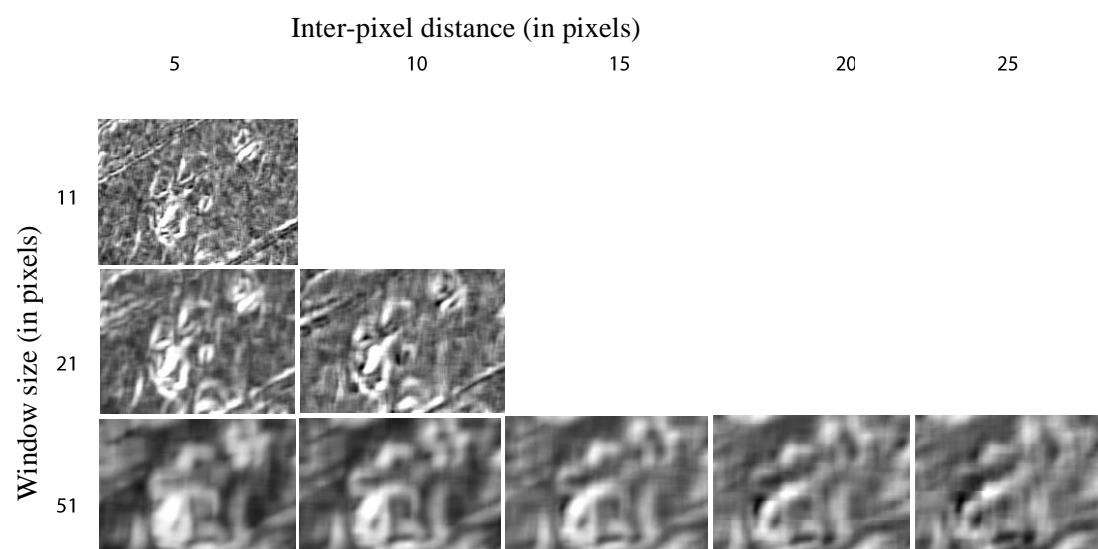 Inter-pixel distance (in pixels)
5 10 15 20 25
Window size (in pixels)
11
21
51